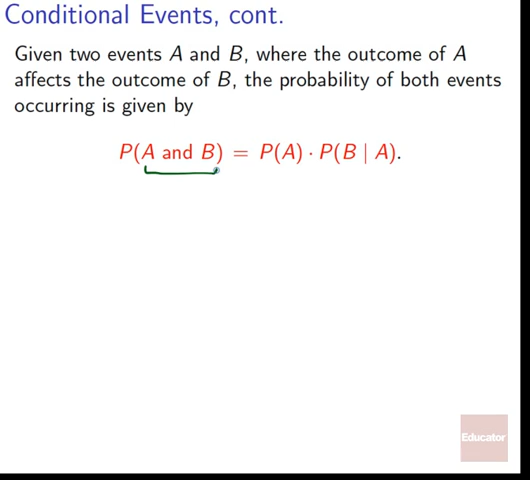 Conditional Events, cont.
Given two events A and B, where the outcome of A
affects the outcome of B, the probability of both events
occurring is given by
P(A and B) = P(A) · P(B | A).
Educator